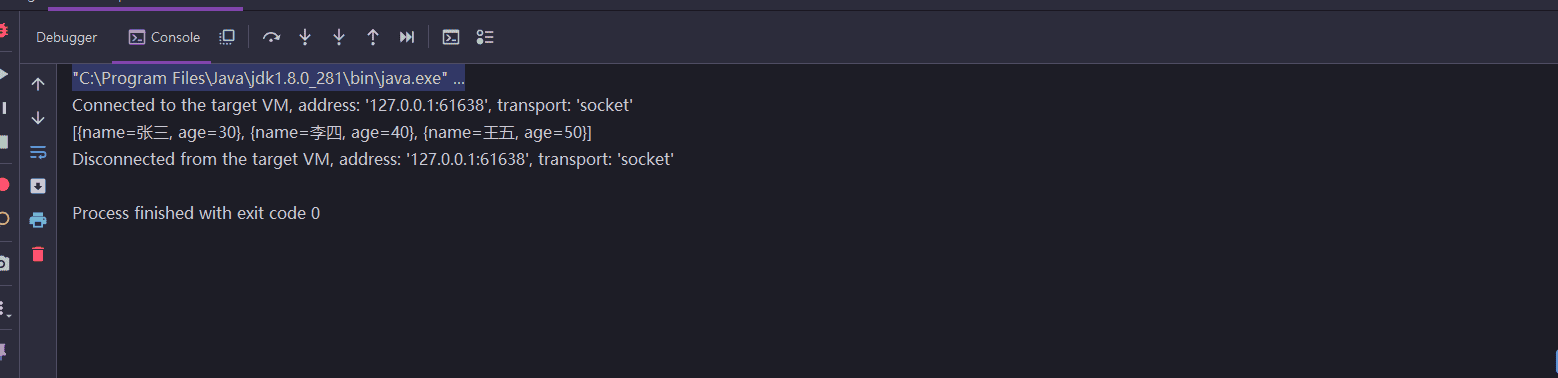 Debugger Console
"C:\Program Files\Java\jdk1.8.0_281\bin\java.exe" ...
Connected to the target VM, address: '127.0.0.1:61638', transport: 'socket'
[{name=张三, age=30}, {name=李四, age=40}, {name=王五, age=50}]
Disconnected from the target VM, address: '127.0.0.1:61638', transport: 'socket'
Process finished with exit code 0